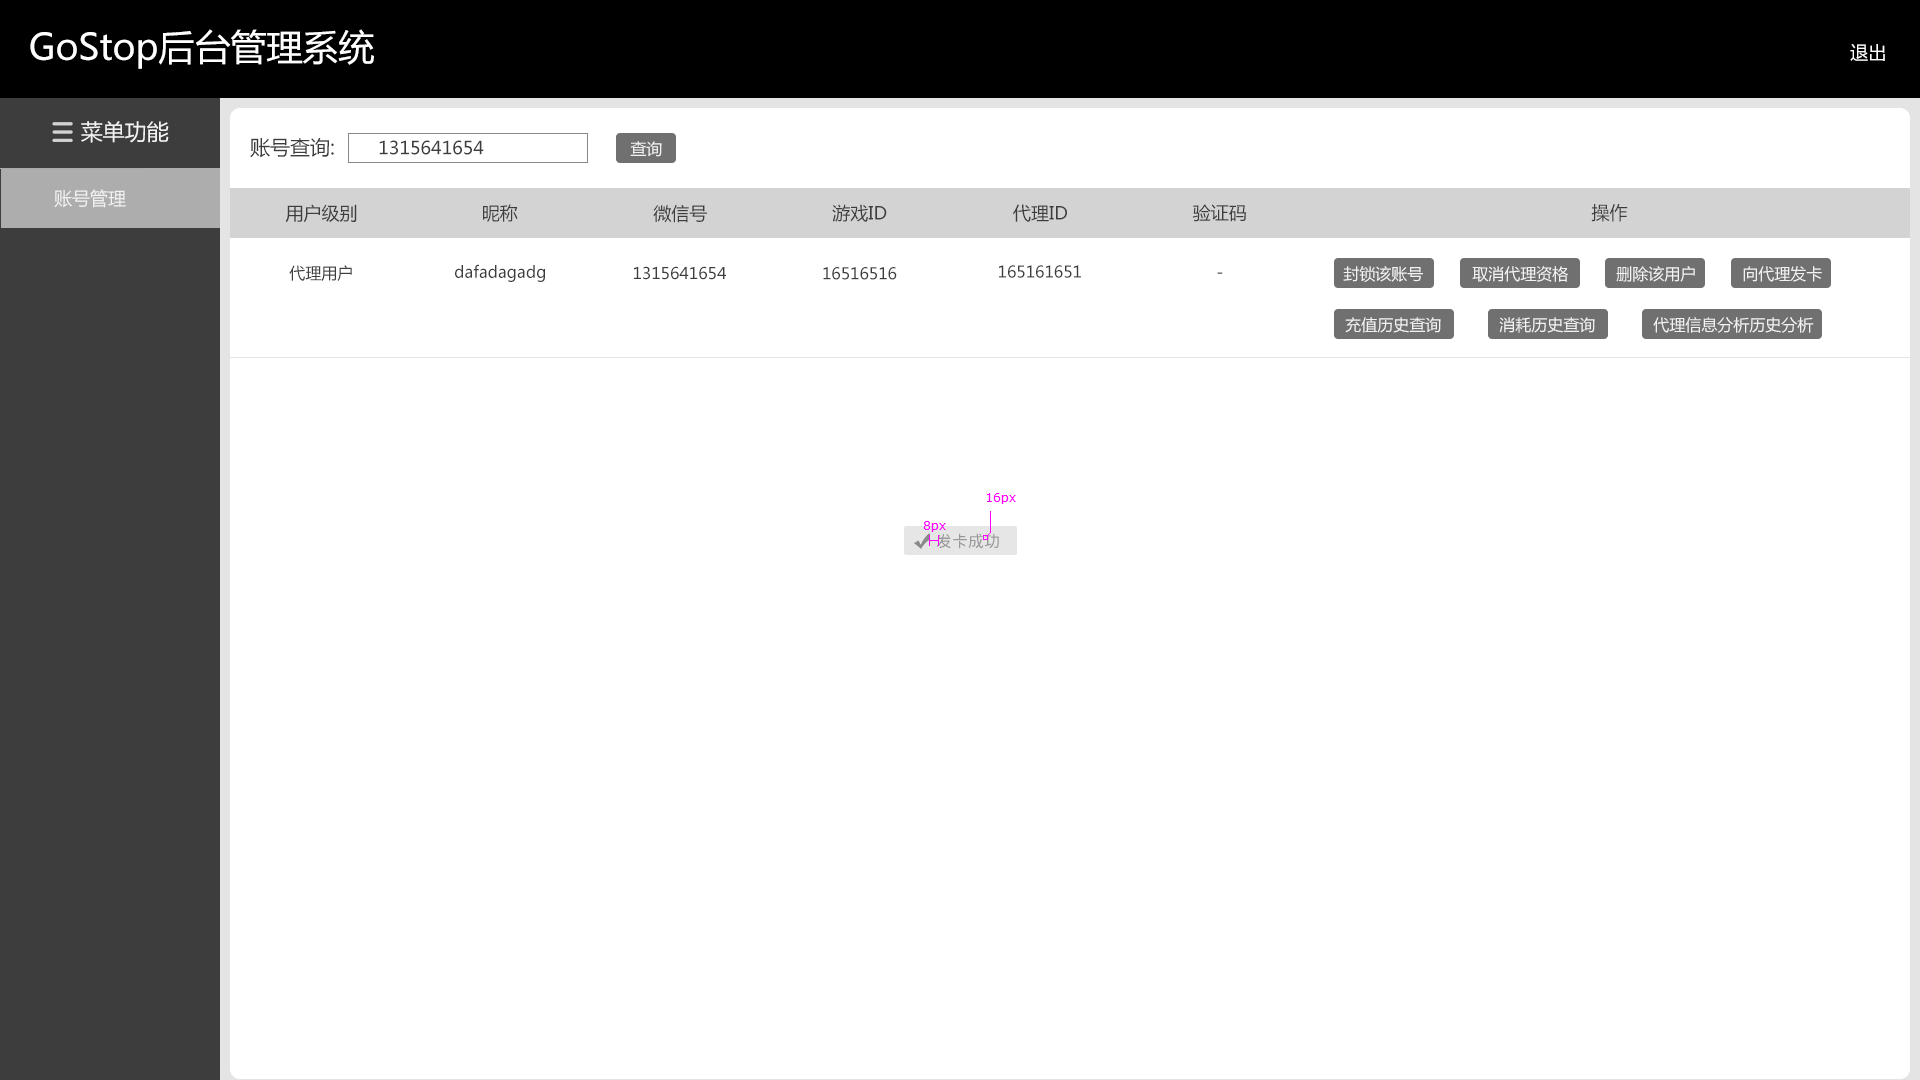 GoStop后台管理系统
退出
菜单功能
账号管理
账号查询: 1315641654 查询
用户级别 昵称 微信号 游戏ID 代理ID 验证码 操作
代理用户 dafadagadg 1315641654 16516516 165161651 - 封锁该账号 取消代理资格 删除该用户 向代理发卡
充值历史查询 消耗历史查询 代理信息分析历史分析
16px
8px
发卡成功